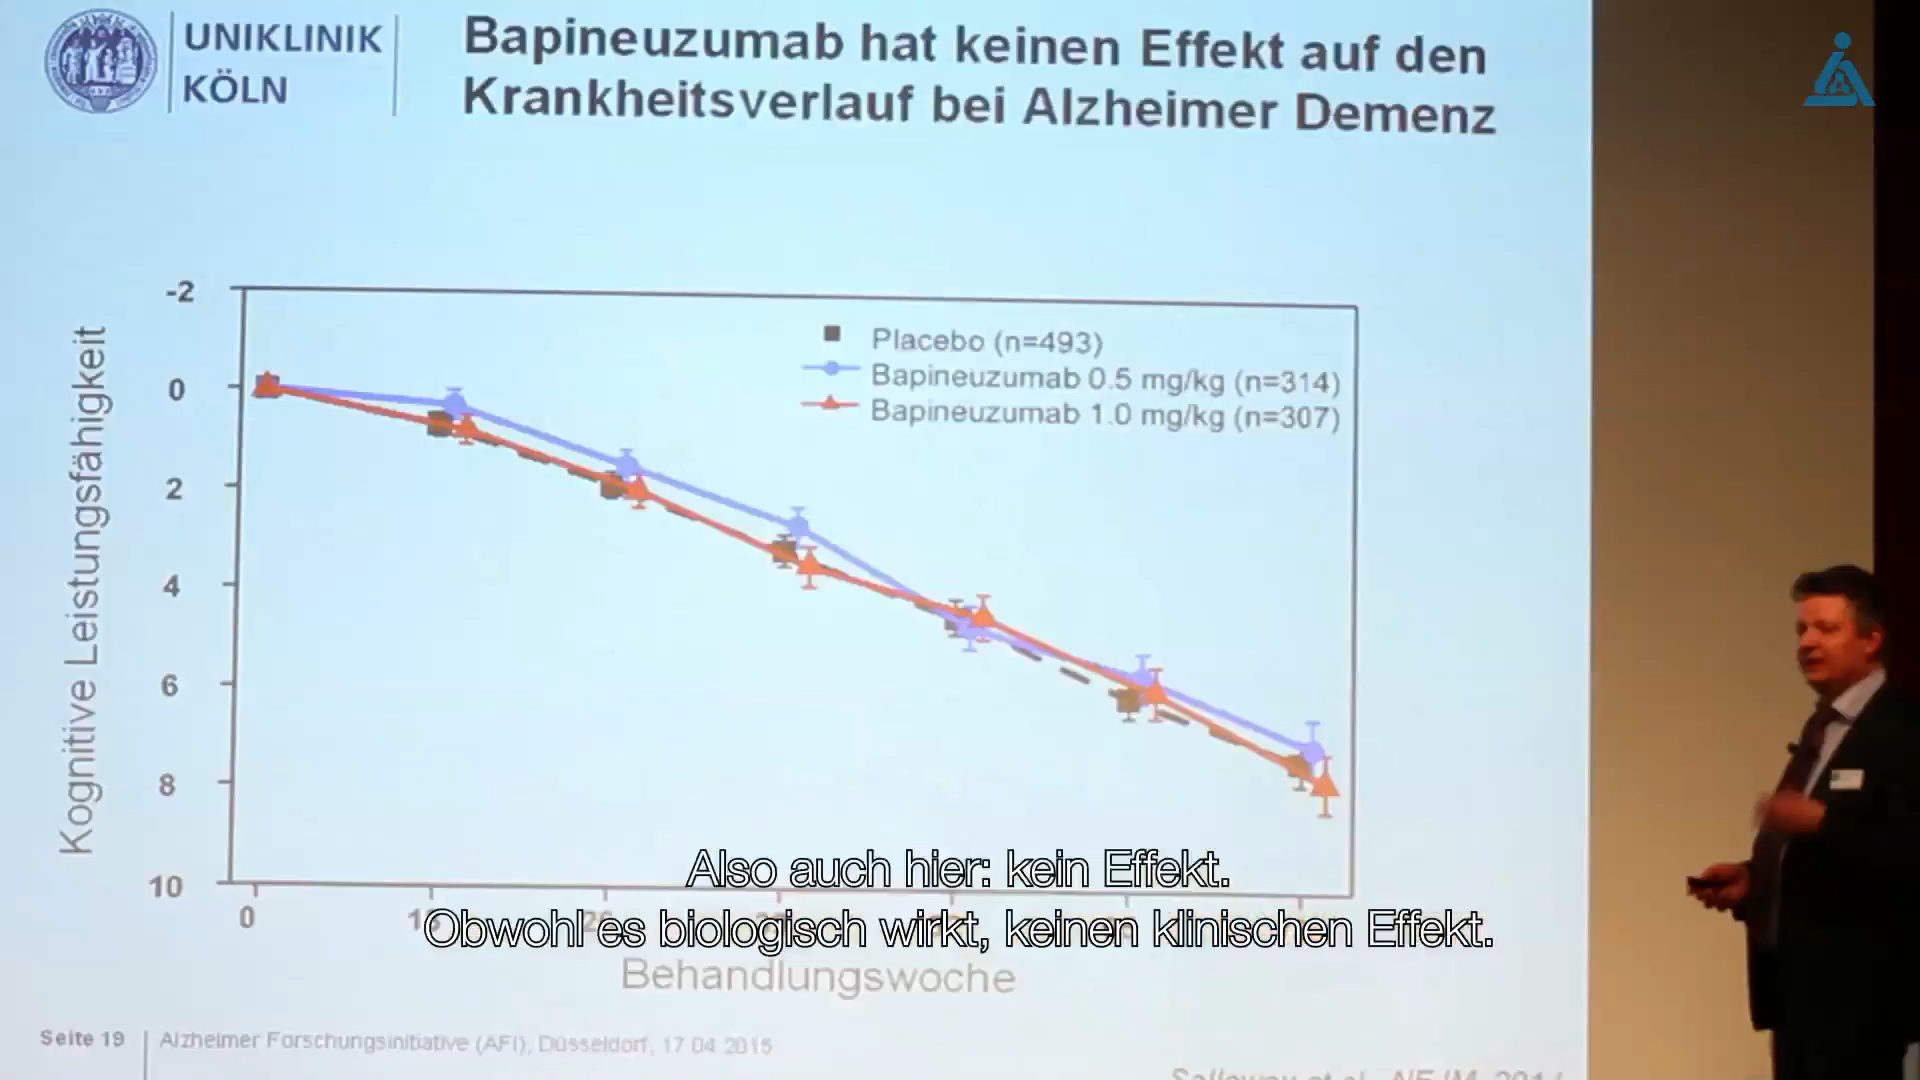 UNIKLINIK
KÖLN
Bapineuzumab hat keinen Effekt auf den
Krankheitsverlauf bei Alzheimer Demenz
-2
0
2
4
6
8
10
Kognitive Leistungsfähigkeit
Placebo (n=493)
Bapineuzumab 0.5 mg/kg (n=314)
Bapineuzumab 1.0 mg/kg (n=307)
0
Also auch hier: kein Effekt.
Obwohl es biologisch wirkt, keinen klinischen Effekt.
Behandlungswoche
Seite 19
Alzheimer Forschungsinitiative (AFI), Düsseldorf, 17.04.2015